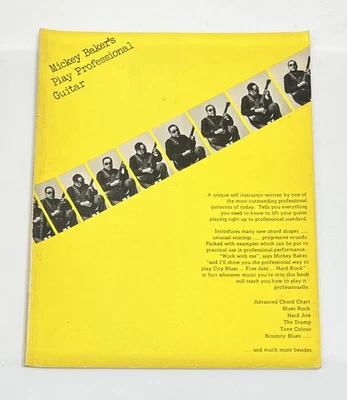 Mickey Baker's
Play Professional
Guitar
A unique self instructor written by one of
the most outstanding professional
guitarists of today. Tells you everything
you need to know to lift your guitar
playing right up to professional standard.
Introduces many new chord shapes ....
unusual voicings .... progressive sounds.
Packed with examples which can be put to
practical use in professional performance.
"Work with me", says Mickey Baker,
"and I'll show you the professional way to
play City Blues ... Free Jazz ... Hard Rock" -
in fact whatever music you're into this book
will teach you how to play it -
professionally.
Advanced Chord Chart
Blues Rock
Hard Jive
The Stomp
Tone Colour
Broonzy Blues ....
.... and much more besides